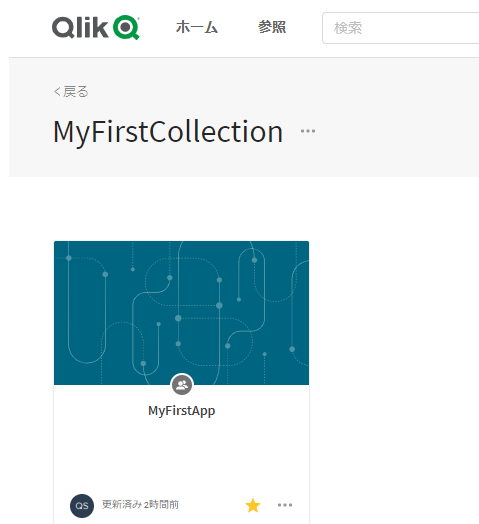 Qlik ホーム 参照 検索
< 戻る
MyFirstCollection ...
MyFirstApp
QS 更新済み 2時間前